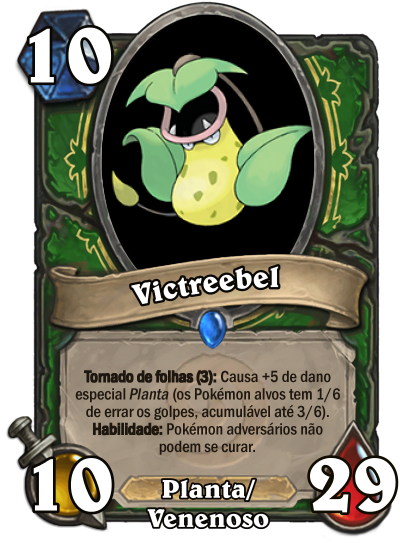 10
Victreebel
Tornado de folhas (3): Causa +5 de dano
especial Planta (os Pokémon alvos tem 1/6
de errar os golpes, acumulável até 3/6).
Habilidade: Pokémon adversários não
podem se curar.
10
Planta/
Venenoso
29